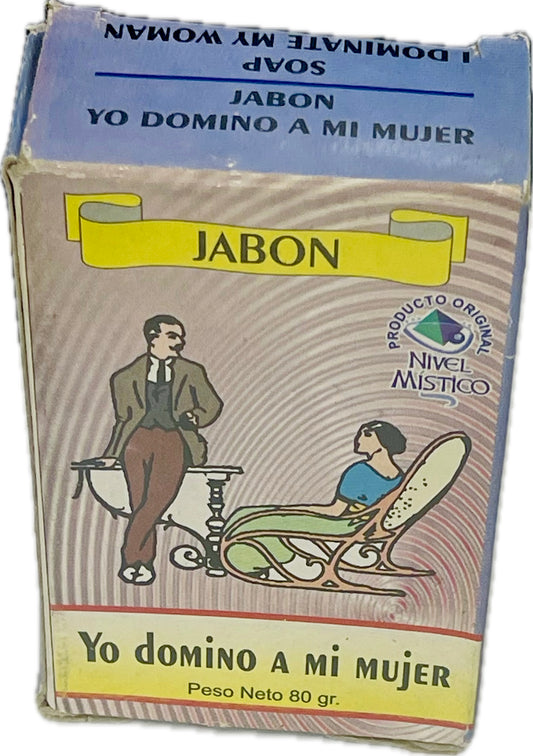 I DOMINATE MY WOMAN
SOAP
JABON
YO DOMINO A MI MUJER
JABON
PRODUCTO ORIGINAL
NIVEL
MÍSTICO
Yo domino a mi mujer
Peso Neto 80 gr.